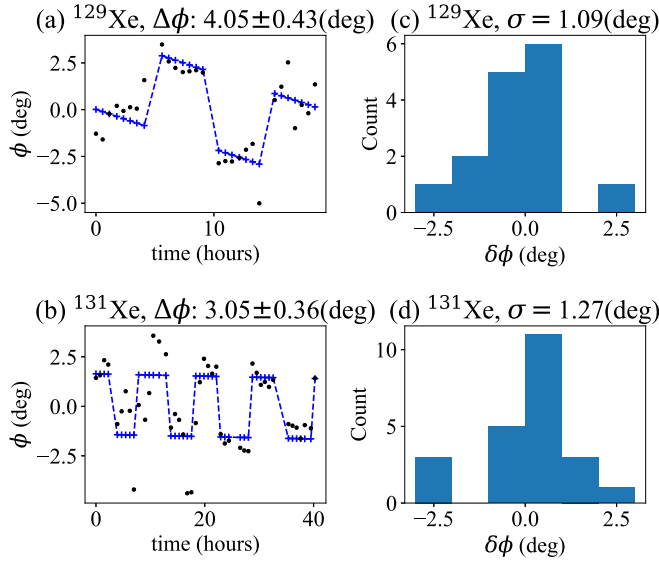 (a) ¹²⁹Xe, Δϕ: 4.05±0.43(deg)
2.5
0.0
−2.5
−5.0
ϕ (deg)
0 10
time (hours)
(c) ¹²⁹Xe, σ = 1.09(deg)
6
4
2
0
Count
−2.5 0.0 2.5
δϕ (deg)
(b) ¹³¹Xe, Δϕ: 3.05±0.36(deg)
2.5
0.0
−2.5
ϕ (deg)
0 20 40
time (hours)
(d) ¹³¹Xe, σ = 1.27(deg)
10
5
0
Count
−2.5 0.0 2.5
δϕ (deg)